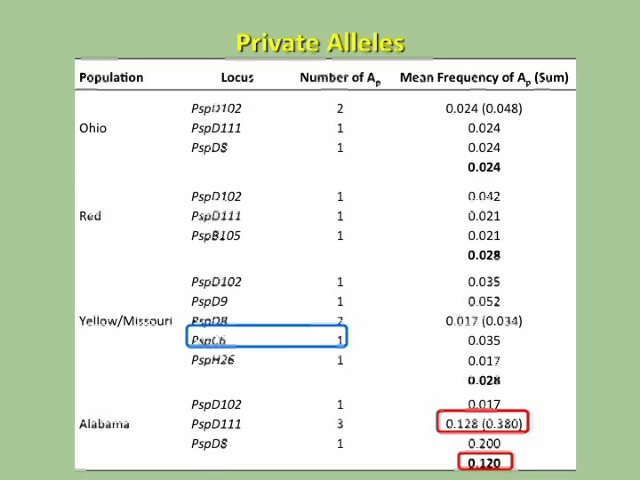 Private Alleles
Population Locus Number of Ap Mean Frequency of Ap (Sum)
PspD102 2 0.024 (0.048)
Ohio PspD111 1 0.024
PspD8 1 0.024
0.024
PspD102 1 0.042
Red PspD111 1 0.021
PspB105 1 0.021
0.028
PspD102 1 0.035
PspD9 1 0.052
Yellow/Missouri PspD8 2 0.017 (0.034)
PspC6 1 0.035
PspH26 1 0.017
0.028
PspD102 1 0.017
Alabama PspD111 3 0.128 (0.380)
PspD8 1 0.200
0.120